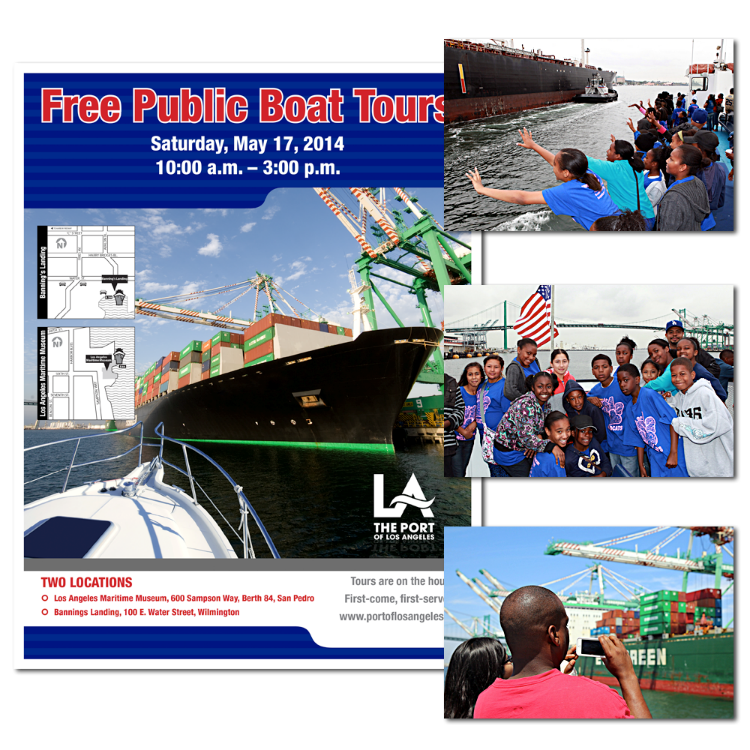 Free Public Boat Tours
Saturday, May 17, 2014
10:00 a.m. – 3:00 p.m.
Banning's Landing
N
Los Angeles Maritime Museum
N
LA
THE PORT
OF LOS ANGELES
TWO LOCATIONS
Los Angeles Maritime Museum, 600 Sampson Way, Berth 84, San Pedro
Bannings Landing, 100 E. Water Street, Wilmington
Tours are on the hou
First-come, first-serv
www.portoflosangeles
REEN